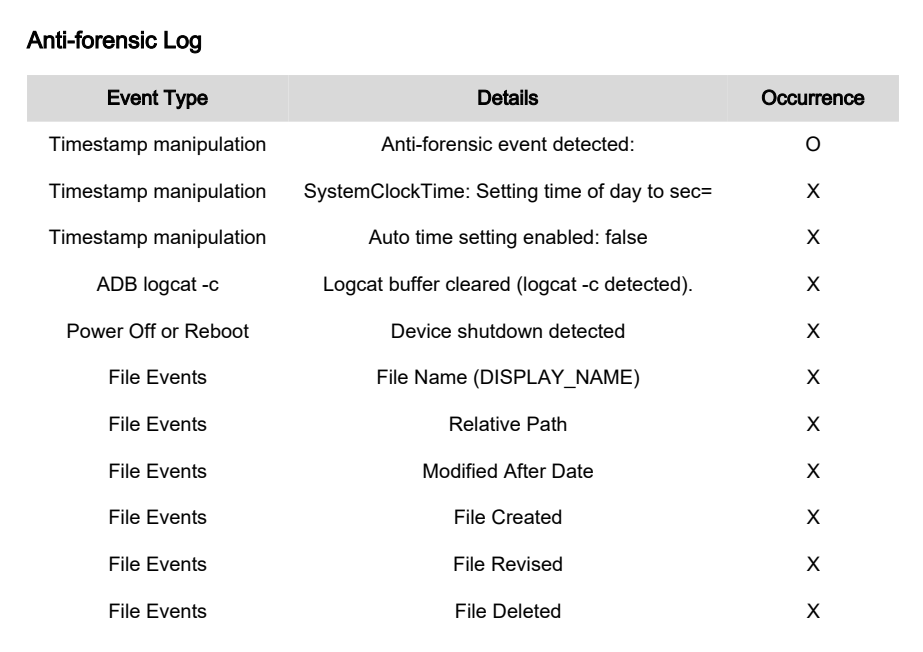 Anti-forensic Log
Event Type Details Occurrence
Timestamp manipulation Anti-forensic event detected: O
Timestamp manipulation SystemClockTime: Setting time of day to sec= X
Timestamp manipulation Auto time setting enabled: false X
ADB logcat -c Logcat buffer cleared (logcat -c detected). X
Power Off or Reboot Device shutdown detected X
File Events File Name (DISPLAY_NAME) X
File Events Relative Path X
File Events Modified After Date X
File Events File Created X
File Events File Revised X
File Events File Deleted X